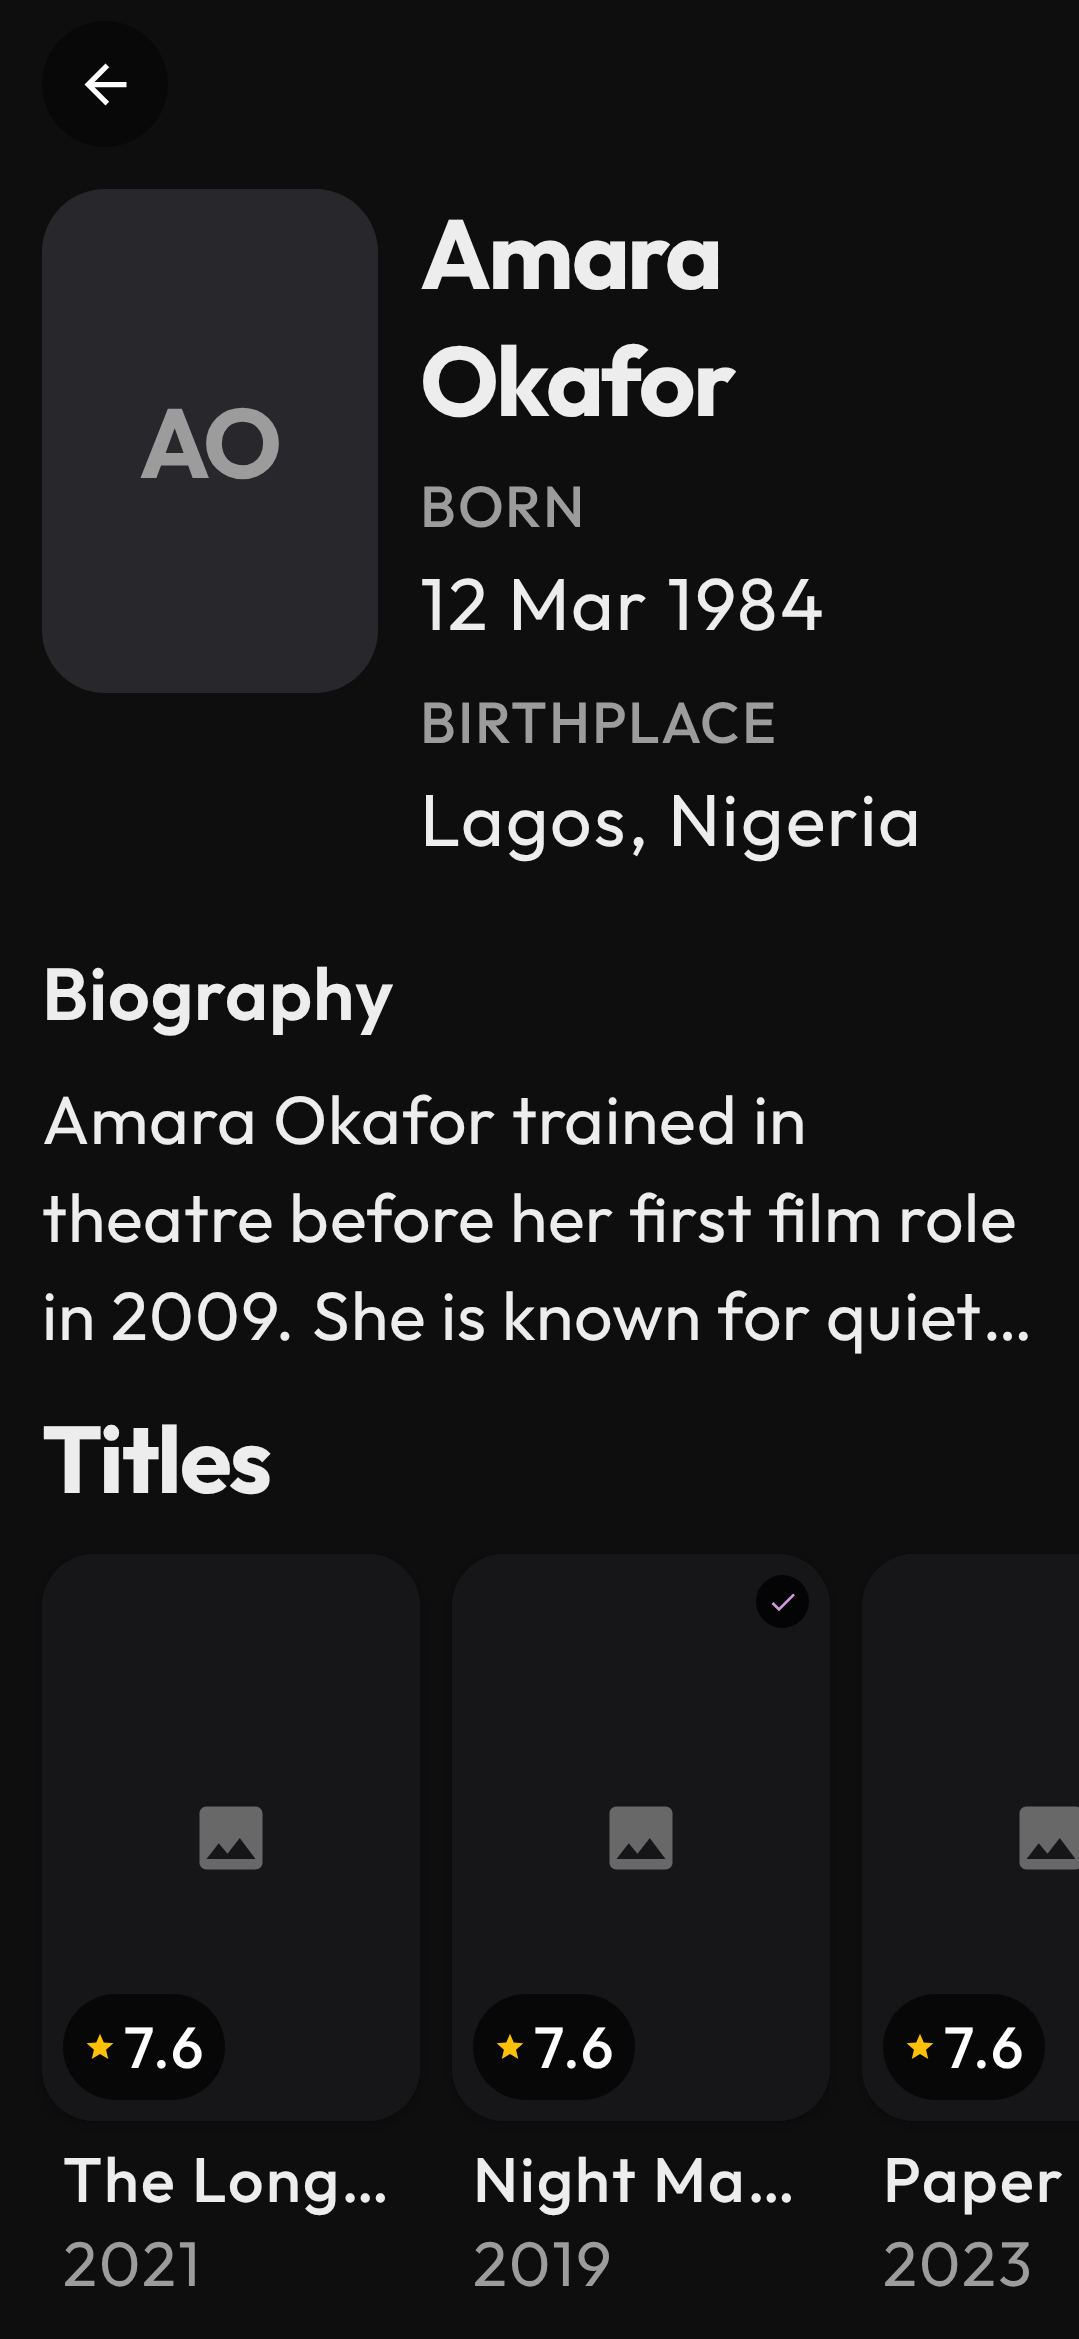 Amara
Okafor
AO
BORN
12 Mar 1984
BIRTHPLACE
Lagos, Nigeria
Biography
Amara Okafor trained in
theatre before her first film role
in 2009. She is known for quiet…
Titles
7.6
7.6
7.6
The Long…
Night Ma…
Paper
2021
2019
2023